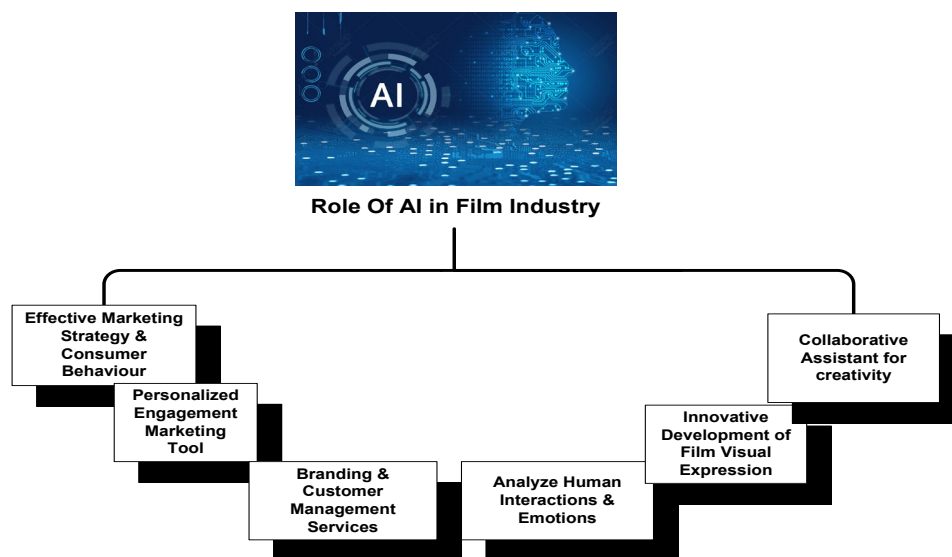 AI
Role Of AI in Film Industry
Effective Marketing
Strategy &
Consumer
Behaviour
Personalized
Engagement
Marketing
Tool
Branding &
Customer
Management
Services
Analyze Human
Interactions &
Emotions
Innovative
Development of
Film Visual
Expression
Collaborative
Assistant for
creativity